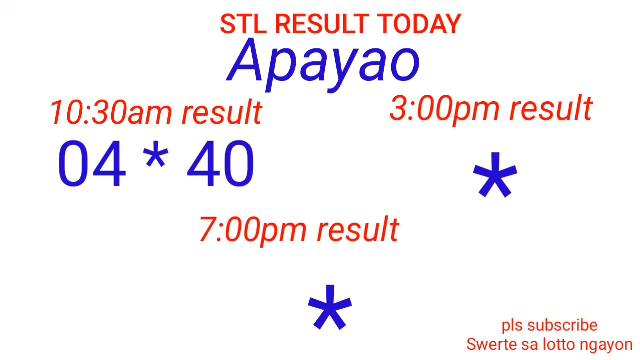 STL RESULT TODAY
Apayao
10:30am result
04 * 40
3:00pm result
*
7:00pm result
*
pls subscribe
Swerte sa lotto ngayon